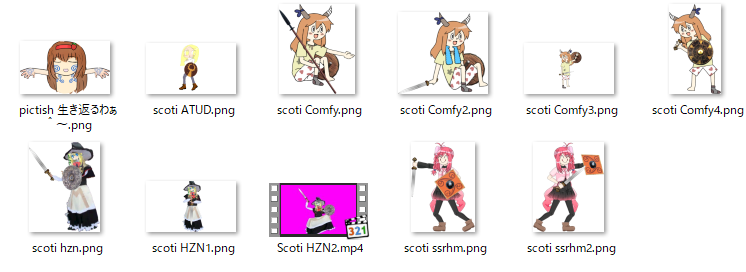 pictish 生き返るわぁ
~.png
scoti ATUD.png
scoti Comfy.png
scoti Comfy2.png
scoti Comfy3.png
scoti Comfy4.png
scoti hzn.png
scoti HZN1.png
321
Scoti HZN2.mp4
scoti ssrhm.png
scoti ssrhm2.png